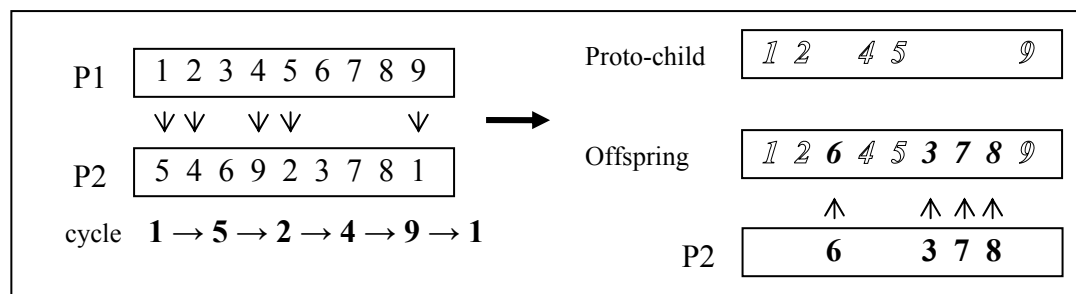 P1 1 2 3 4 5 6 7 8 9
P2 5 4 6 9 2 3 7 8 1
cycle 1 → 5 → 2 → 4 → 9 → 1
Proto-child 1 2 4 5 9
Offspring 1 2 6 4 5 3 7 8 9
P2 6 3 7 8